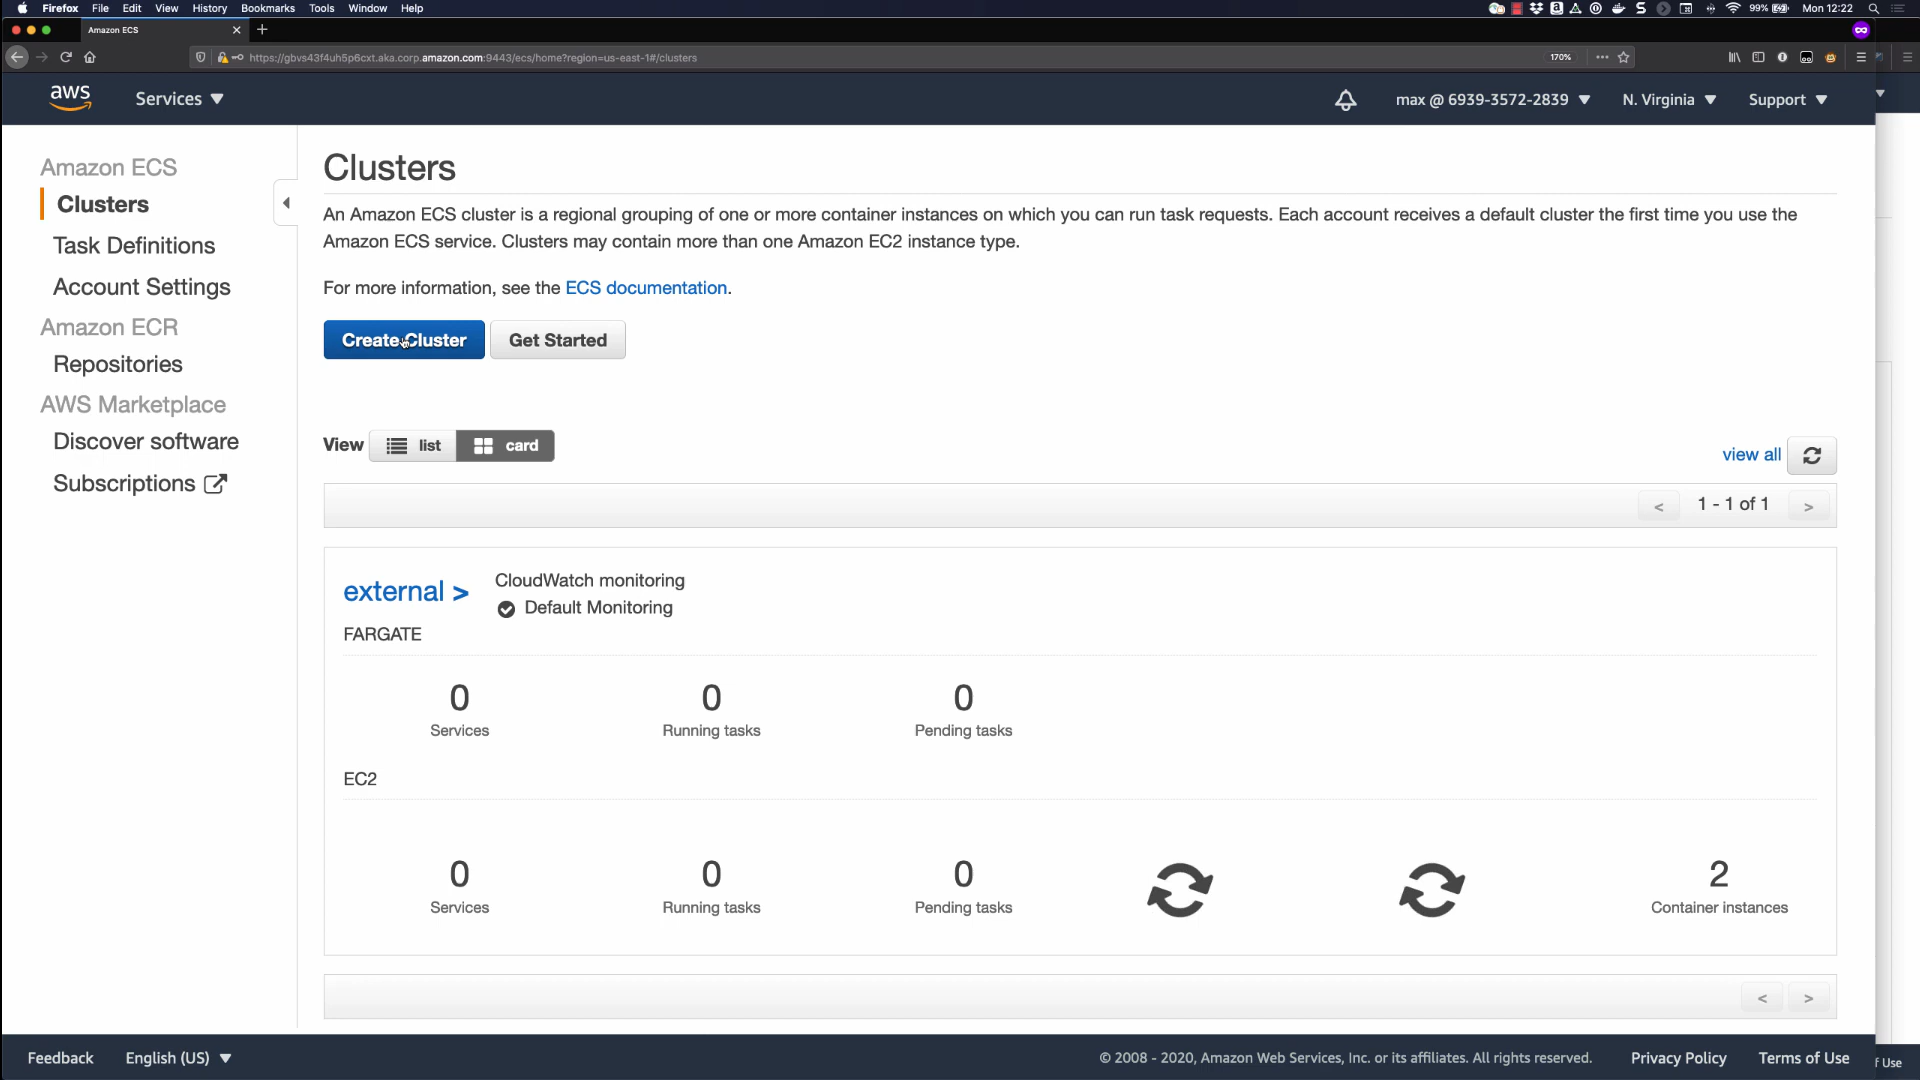 Firefox File Edit View History Bookmarks Tools Window Help 99% Mon 12:22
Amazon ECS
https://gbvs43f4uh5p6cxt.aka.corp.amazon.com:9443/ecs/home?region=us-east-1#/clusters 170%
aws Services max @ 6939-3572-2839 N. Virginia Support
Amazon ECS
Clusters
Task Definitions
Account Settings
Amazon ECR
Repositories
AWS Marketplace
Discover software
Subscriptions
Clusters
An Amazon ECS cluster is a regional grouping of one or more container instances on which you can run task requests. Each account receives a default cluster the first time you use the
Amazon ECS service. Clusters may contain more than one Amazon EC2 instance type.
For more information, see the ECS documentation.
Create Cluster Get Started
View list card
view all
< 1 - 1 of 1 >
external > CloudWatch monitoring
Default Monitoring
FARGATE
0 0 0
Services Running tasks Pending tasks
EC2
0 0 0 2
Services Running tasks Pending tasks Container instances
< >
Feedback English (US) © 2008 - 2020, Amazon Web Services, Inc. or its affiliates. All rights reserved. Privacy Policy Terms of Use
f Use